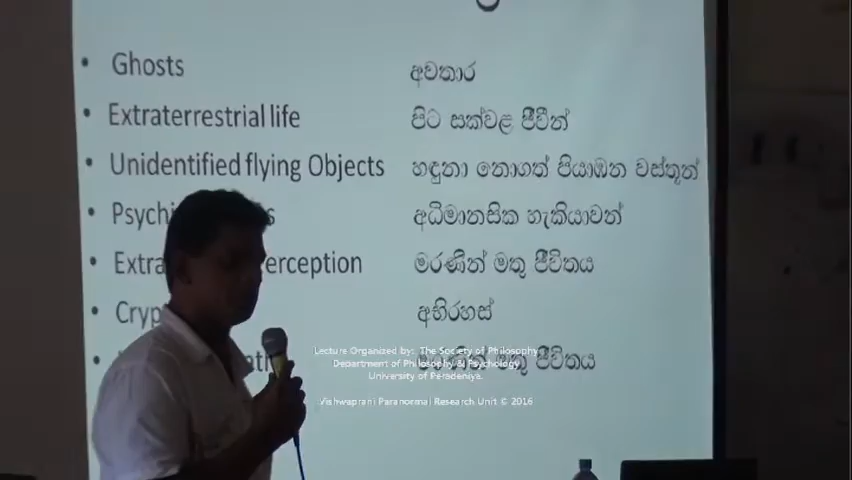 • Ghosts අවතාර
• Extraterrestrial life පිට සක්වළ ජීවීන්
• Unidentified flying Objects හඳුනා නොගත් පියාඹන වස්තූන්
• Psychi s අධිමානසික හැකියාවන්
• Extra erception මරණින් මතු ජීවිතය
• Cryp අභිරහස්
• ජීවිතය
Lecture Organized by: The Society of Philosophy
Department of Philosophy & Psychology
University of Peradeniya.
Vishwaprani Paranormal Research Unit © 2016